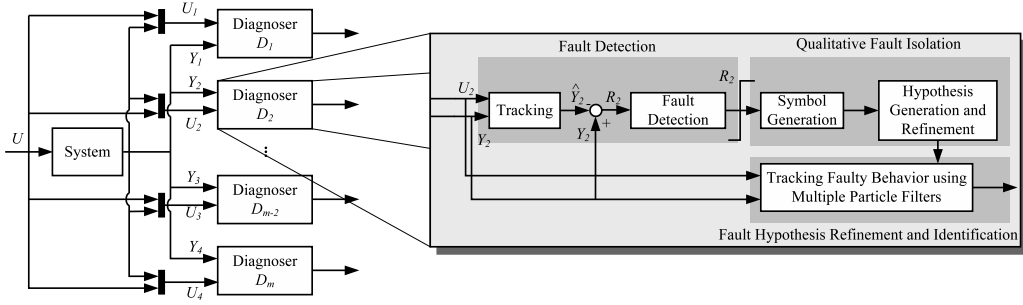 U
System
U1
Y1
Diagnoser
D1
Y2
U2
Diagnoser
D2
...
Y3
U3
Diagnoser
Dm-2
Y4
U4
Diagnoser
Dm
Fault Detection
U2
Y2
Tracking
Ŷ2
-
+
Y2
R2
Fault
Detection
R2
Qualitative Fault Isolation
Symbol
Generation
Hypothesis
Generation and
Refinement
Tracking Faulty Behavior using
Multiple Particle Filters
Fault Hypothesis Refinement and Identification